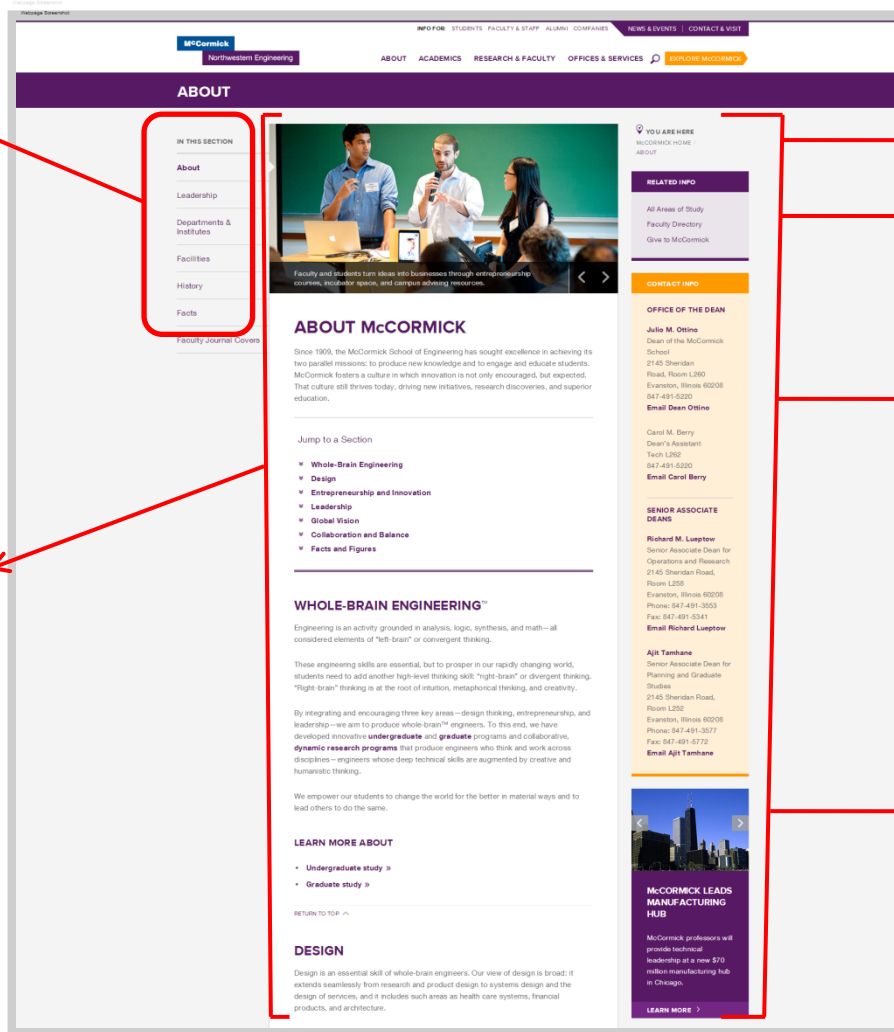 Webpage Screenshot
Webpage Screenshot
INFO FOR: STUDENTS FACULTY & STAFF ALUMNI COMPANIES
NEWS & EVENTS | CONTACT & VISIT
McCormick
Northwestern Engineering
ABOUT ACADEMICS RESEARCH & FACULTY OFFICES & SERVICES EXPLORE McCORMICK
ABOUT
IN THIS SECTION
About
Leadership
Departments &
Institutes
Facilities
History
Facts
Faculty Journal Covers
Faculty and students turn ideas into businesses through entrepreneurship
courses, incubator space, and campus advising resources.
ABOUT McCORMICK
Since 1909, the McCormick School of Engineering has sought excellence in achieving its
two parallel missions: to produce new knowledge and to engage and educate students.
McCormick fosters a culture in which innovation is not only encouraged, but expected.
That culture still thrives today, driving new initiatives, research discoveries, and superior
education.
Jump to a Section
Whole-Brain Engineering
Design
Entrepreneurship and Innovation
Leadership
Global Vision
Collaboration and Balance
Facts and Figures
WHOLE-BRAIN ENGINEERING™
Engineering is an activity grounded in analysis, logic, synthesis, and math—all
considered elements of "left-brain" or convergent thinking.
These engineering skills are essential, but to prosper in our rapidly changing world,
students need to add another high-level thinking skill: "right-brain" or divergent thinking.
"Right-brain" thinking is at the root of intuition, metaphorical thinking, and creativity.
By integrating and encouraging three key areas—design thinking, entrepreneurship, and
leadership—we aim to produce whole-brain™ engineers. To this end, we have
developed innovative undergraduate and graduate programs and collaborative,
dynamic research programs that produce engineers who think and work across
disciplines—engineers whose deep technical skills are augmented by creative and
humanistic thinking.
We empower our students to change the world for the better in material ways and to
lead others to do the same.
LEARN MORE ABOUT
• Undergraduate study »
• Graduate study »
RETURN TO TOP
DESIGN
Design is an essential skill of whole-brain engineers. Our view of design is broad: it
extends seamlessly from research and product design to systems design and the
design of services, and it includes such areas as health care systems, financial
products, and architecture.
YOU ARE HERE
McCORMICK HOME
ABOUT
RELATED INFO
All Areas of Study
Faculty Directory
Give to McCormick
CONTACT INFO
OFFICE OF THE DEAN
Julio M. Ottino
Dean of the McCormick
School
2145 Sheridan
Road, Room L260
Evanston, Illinois 60208
847-491-5220
Email Dean Ottino
Carol M. Berry
Dean's Assistant
Tech L262
847-491-5220
Email Carol Berry
SENIOR ASSOCIATE
DEANS
Richard M. Lueptow
Senior Associate Dean for
Operations and Research
2145 Sheridan Road,
Room L258
Evanston, Illinois 60208
Phone: 847-491-3553
Fax: 847-491-5341
Email Richard Lueptow
Ajit Tamhane
Senior Associate Dean for
Planning and Graduate
Studies
2145 Sheridan Road,
Room L252
Evanston, Illinois 60208
Phone: 847-491-3577
Fax: 847-491-5772
Email Ajit Tamhane
McCORMICK LEADS
MANUFACTURING
HUB
McCormick professors will
provide technical
leadership at a new $70
million manufacturing hub
in Chicago.
LEARN MORE